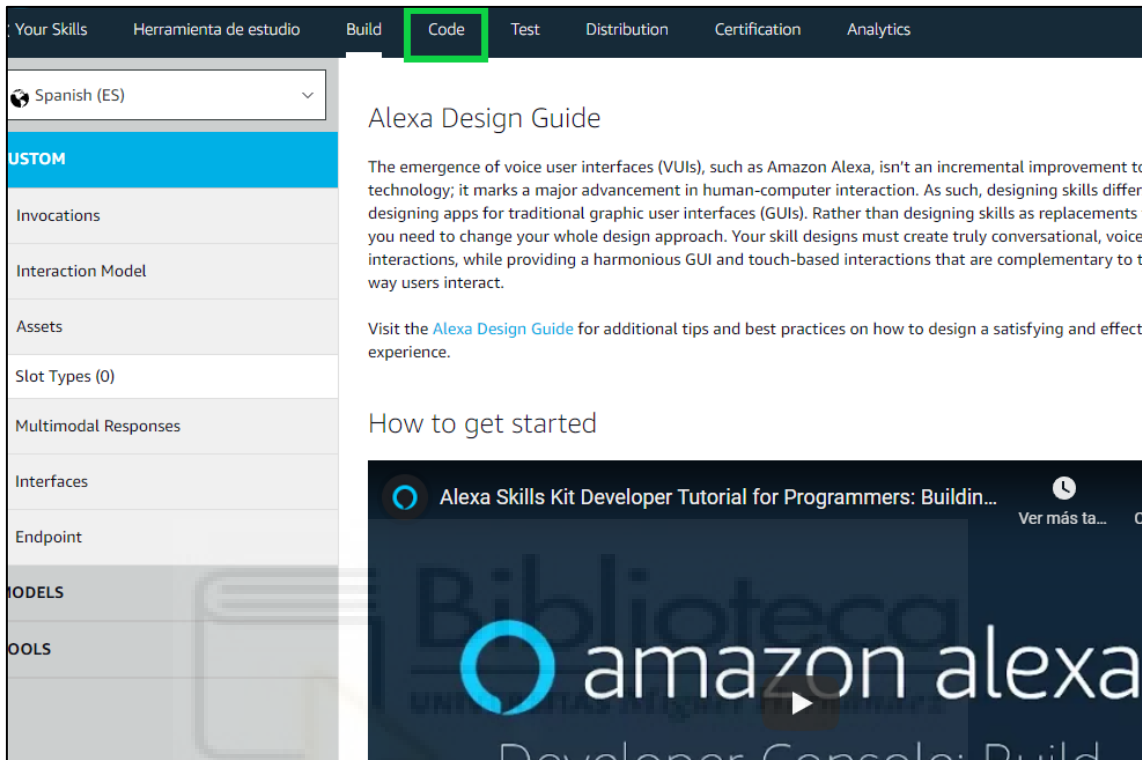 Your Skills Herramienta de estudio Build Code Test Distribution Certification Analytics
Spanish (ES)
USTOM
Invocations
Interaction Model
Assets
Slot Types (0)
Multimodal Responses
Interfaces
Endpoint
MODELS
OOLS
Alexa Design Guide
The emergence of voice user interfaces (VUIs), such as Amazon Alexa, isn't an incremental improvement to
technology; it marks a major advancement in human-computer interaction. As such, designing skills differ
designing apps for traditional graphic user interfaces (GUIs). Rather than designing skills as replacements
you need to change your whole design approach. Your skill designs must create truly conversational, voice
interactions, while providing a harmonious GUI and touch-based interactions that are complementary to t
way users interact.
Visit the Alexa Design Guide for additional tips and best practices on how to design a satisfying and effect
experience.
How to get started
Alexa Skills Kit Developer Tutorial for Programmers: Buildin...
Ver más ta...
Biblioteca
UNIVERSITAS Miguel Hernández
amazon alexa
Developer Console: Build